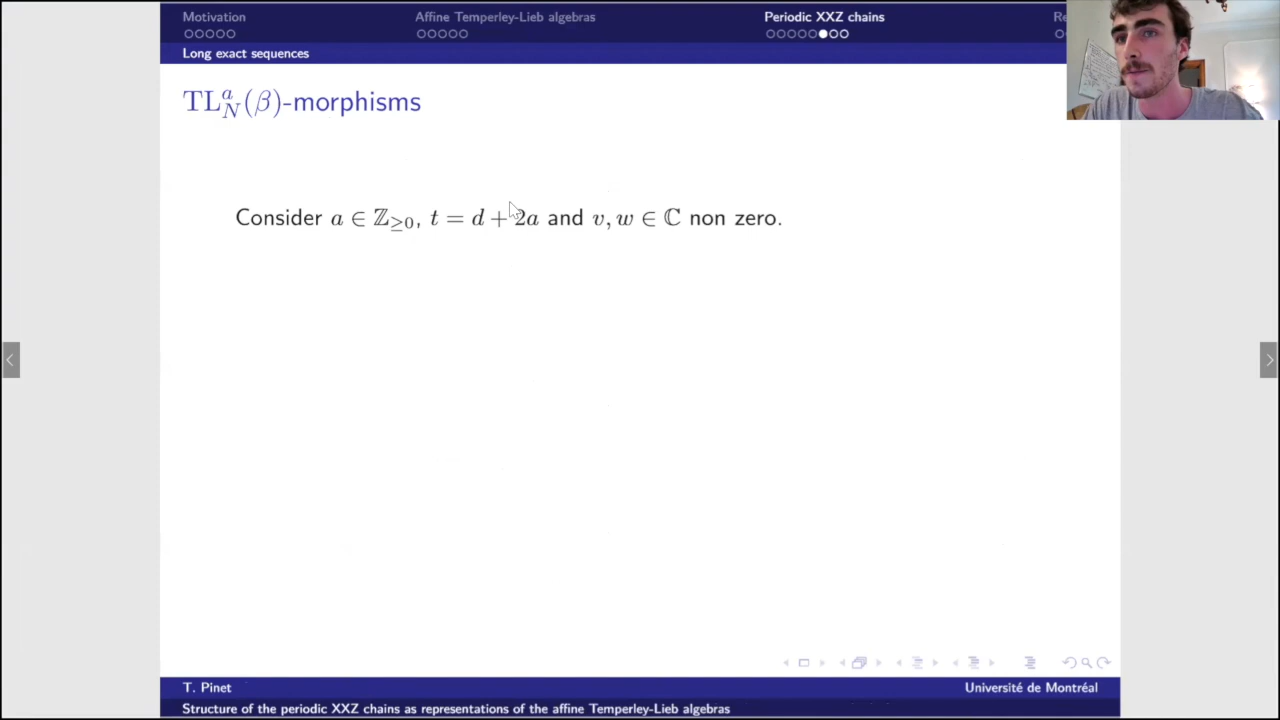 Motivation
Affine Temperley-Lieb algebras
Periodic XXZ chains
Re
Long exact sequences
TL^a_N(β)-morphisms
Consider a ∈ ℤ≥0, t = d + 2a and v, w ∈ ℂ non zero.
T. Pinet
Université de Montréal
Structure of the periodic XXZ chains as representations of the affine Temperley-Lieb algebras